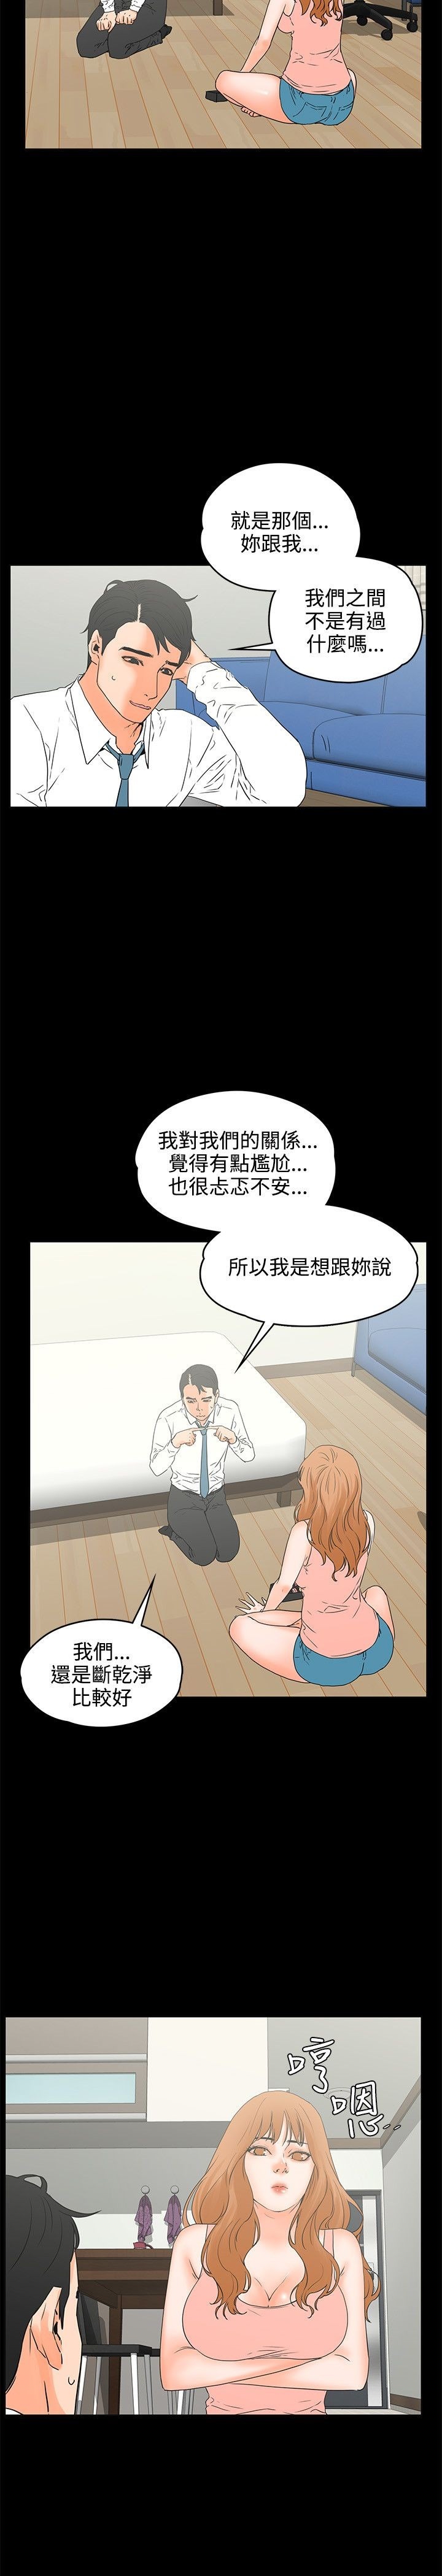 就是那個...
妳跟我...
我們之間
不是有過
什麼嗎...
我對我們的關係...
覺得有點尷尬...
也很忐忑不安...
所以我是想跟妳說
我們...
還是斷乾淨
比較好
哼嗯...